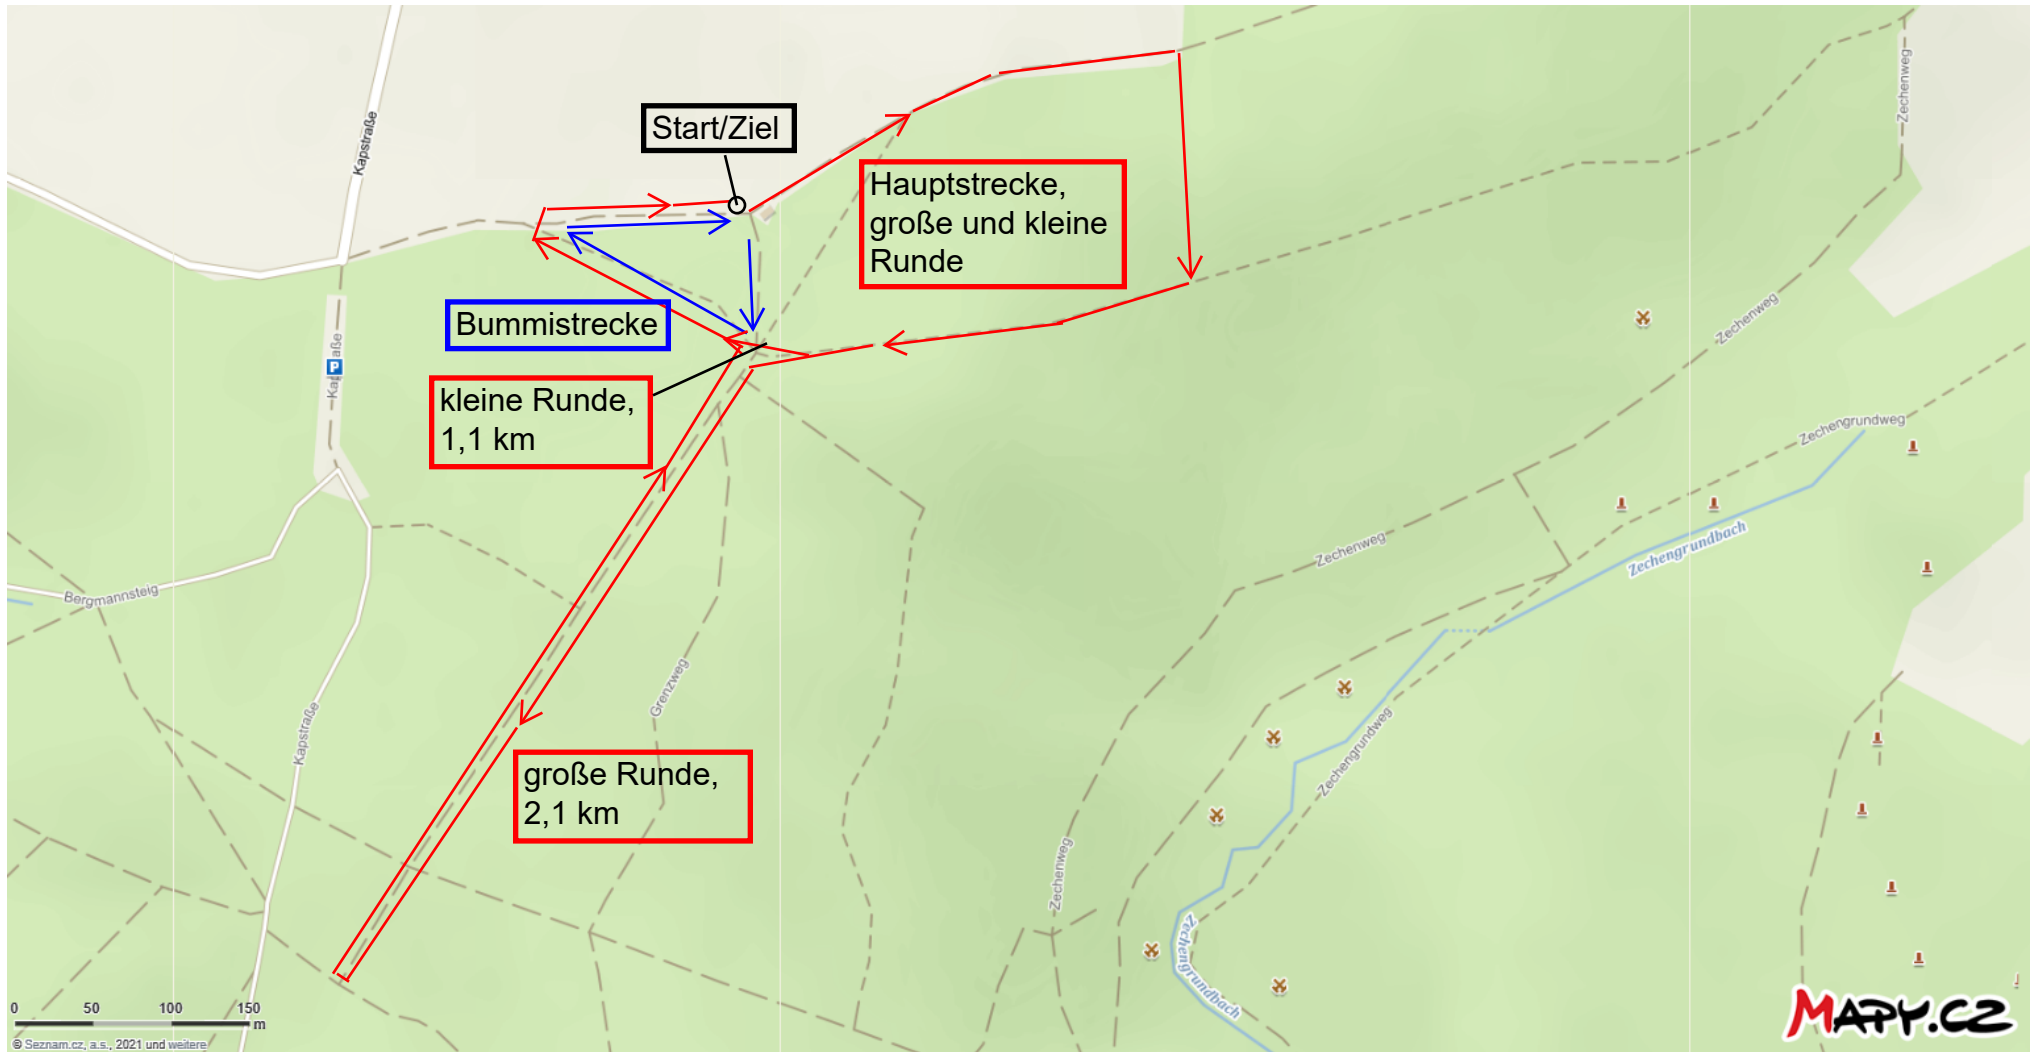 Zechenweg
Kapstraße
Start/Ziel
Hauptstrecke,
große und kleine
Runde
Bummistrecke
Zechenweg
P
kleine Runde,
1,1 km
Zechengrundweg
Zechenweg
Zechengrundbach
Bergmannsteig
Grenzweg
Kapstraße
Zechengrundweg
große Runde,
2,1 km
Zechenweg
Zechengrundbach
0 50 100 150
m
© Seznam.cz, a.s., 2021 und weitere
MAPY.CZ